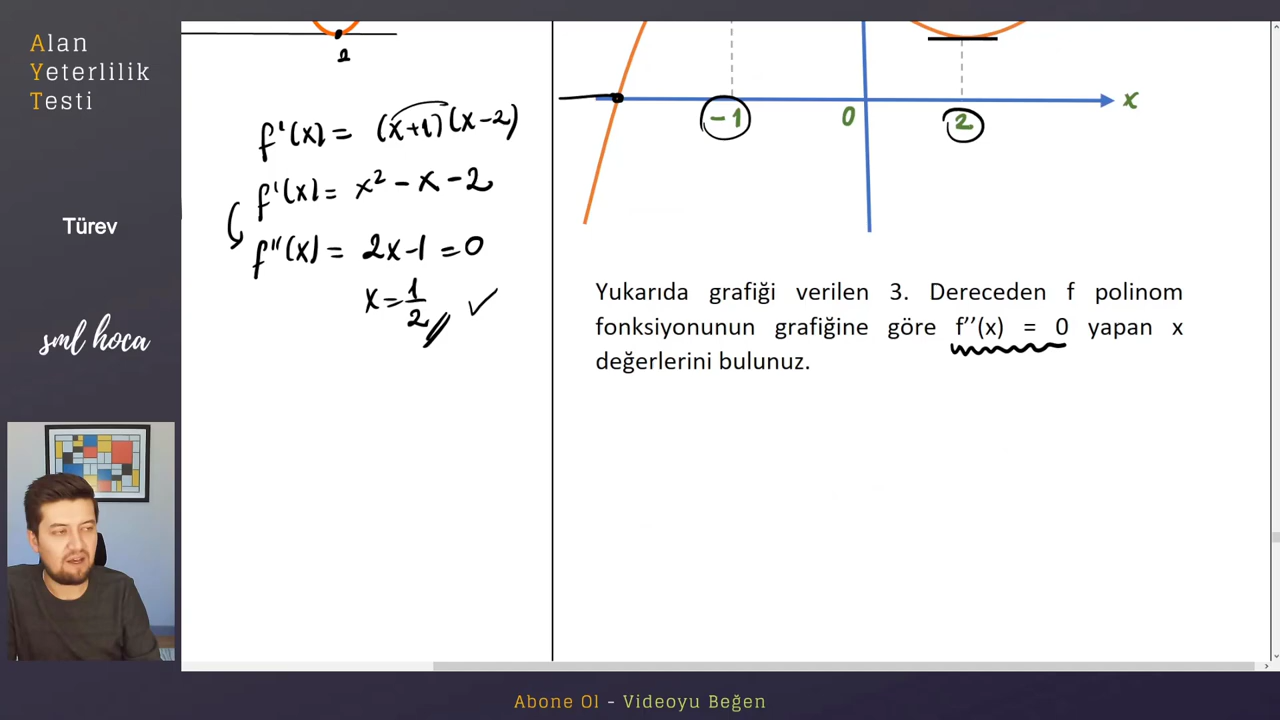 Alan
Yeterlilik
Testi
Türev
sml hoca
2
f'(x) = (x+1)(x-2)
f'(x) = x² - x - 2
f''(x) = 2x-1 = 0
x = 1/2
-1
0
2
x
Yukarıda grafiği verilen 3. Dereceden f polinom
fonksiyonunun grafiğine göre f’’(x) = 0 yapan x
değerlerini bulunuz.
Abone Ol - Videoyu Beğen